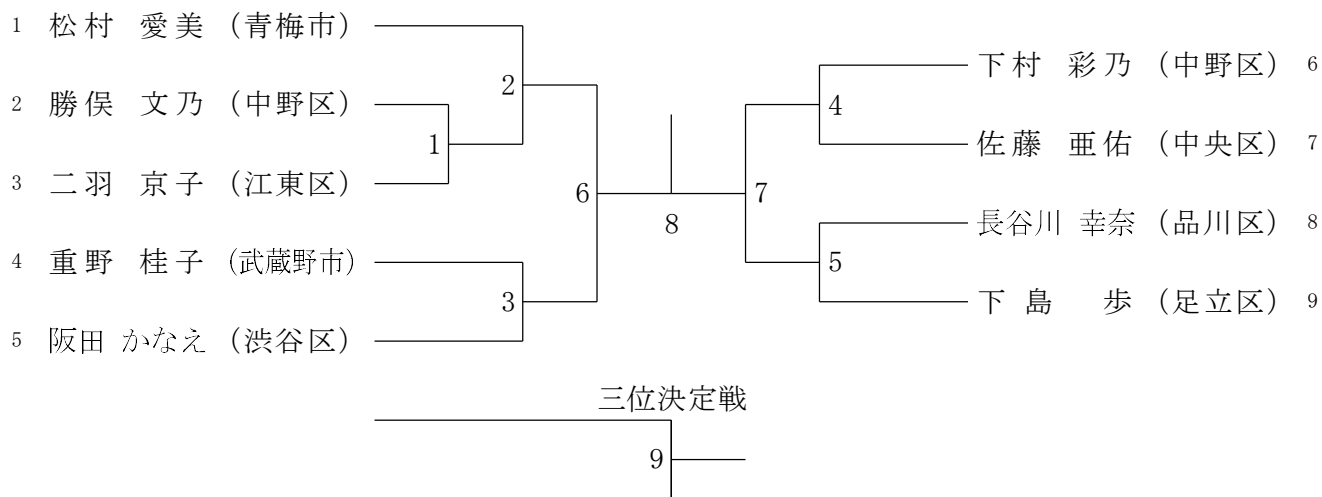 1 松村 愛美 (青梅市)
2 勝俣 文乃 (中野区)
3 二羽 京子 (江東区)
4 重野 桂子 (武蔵野市)
5 阪田 かなえ (渋谷区)
2
1
6
3
8
7
4
5
下村 彩乃 (中野区) 6
佐藤 亜佑 (中央区) 7
長谷川 幸奈 (品川区) 8
下島 歩 (足立区) 9
三位決定戦
9